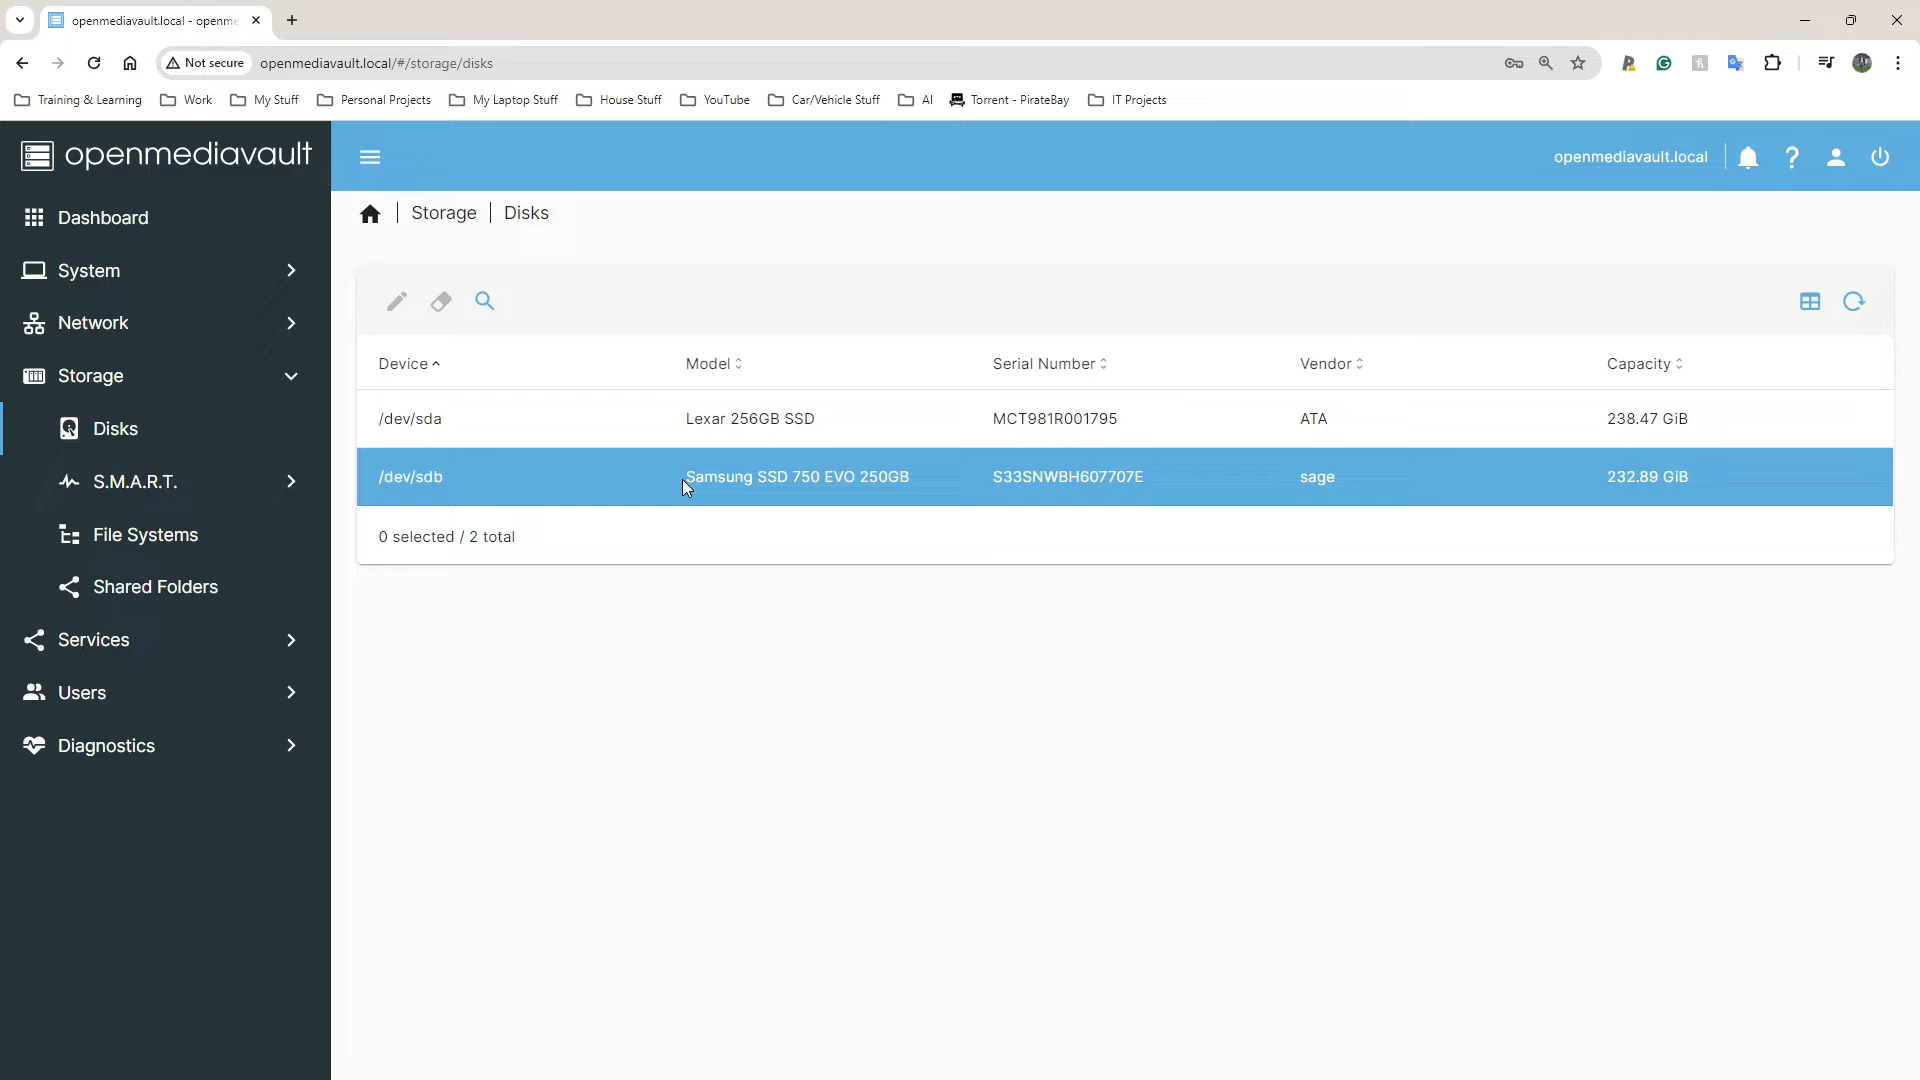 openmediavault.local - openme
Not secure
openmediavault.local/#/storage/disks
Training & Learning
Work
My Stuff
Personal Projects
My Laptop Stuff
House Stuff
YouTube
Car/Vehicle Stuff
AI
Torrent - PirateBay
IT Projects
openmediavault
openmediavault.local
Dashboard
System
Network
Storage
Disks
S.M.A.R.T.
File Systems
Shared Folders
Services
Users
Diagnostics
Storage | Disks
Device Model Serial Number Vendor Capacity
/dev/sda Lexar 256GB SSD MCT981R001795 ATA 238.47 GiB
/dev/sdb Samsung SSD 750 EVO 250GB S33SNWBH607707E sage 232.89 GiB
0 selected / 2 total